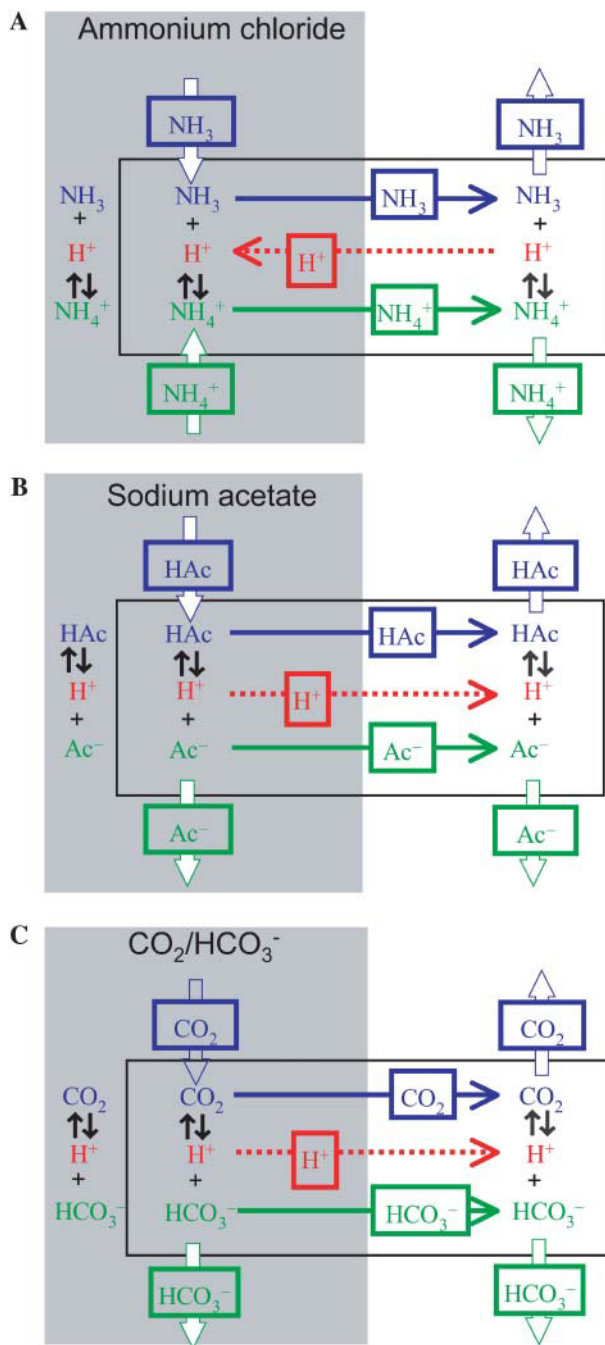 A
Ammonium chloride
NH₃ NH₃
NH₃ NH₃ NH₃ NH₃
+ + +
H⁺ H⁺ H⁺ H⁺
NH₄⁺ NH₄⁺ NH₄⁺ NH₄⁺
NH₄⁺ NH₄⁺
B
Sodium acetate
HAc HAc
HAc HAc HAc HAc
H⁺ H⁺ H⁺ H⁺
+ + +
Ac⁻ Ac⁻ Ac⁻ Ac⁻
Ac⁻ Ac⁻
C
CO₂/HCO₃⁻
CO₂ CO₂
CO₂ CO₂ CO₂ CO₂
H⁺ H⁺ H⁺ H⁺
+ + +
HCO₃⁻ HCO₃⁻ HCO₃⁻ HCO₃⁻
HCO₃⁻ HCO₃⁻